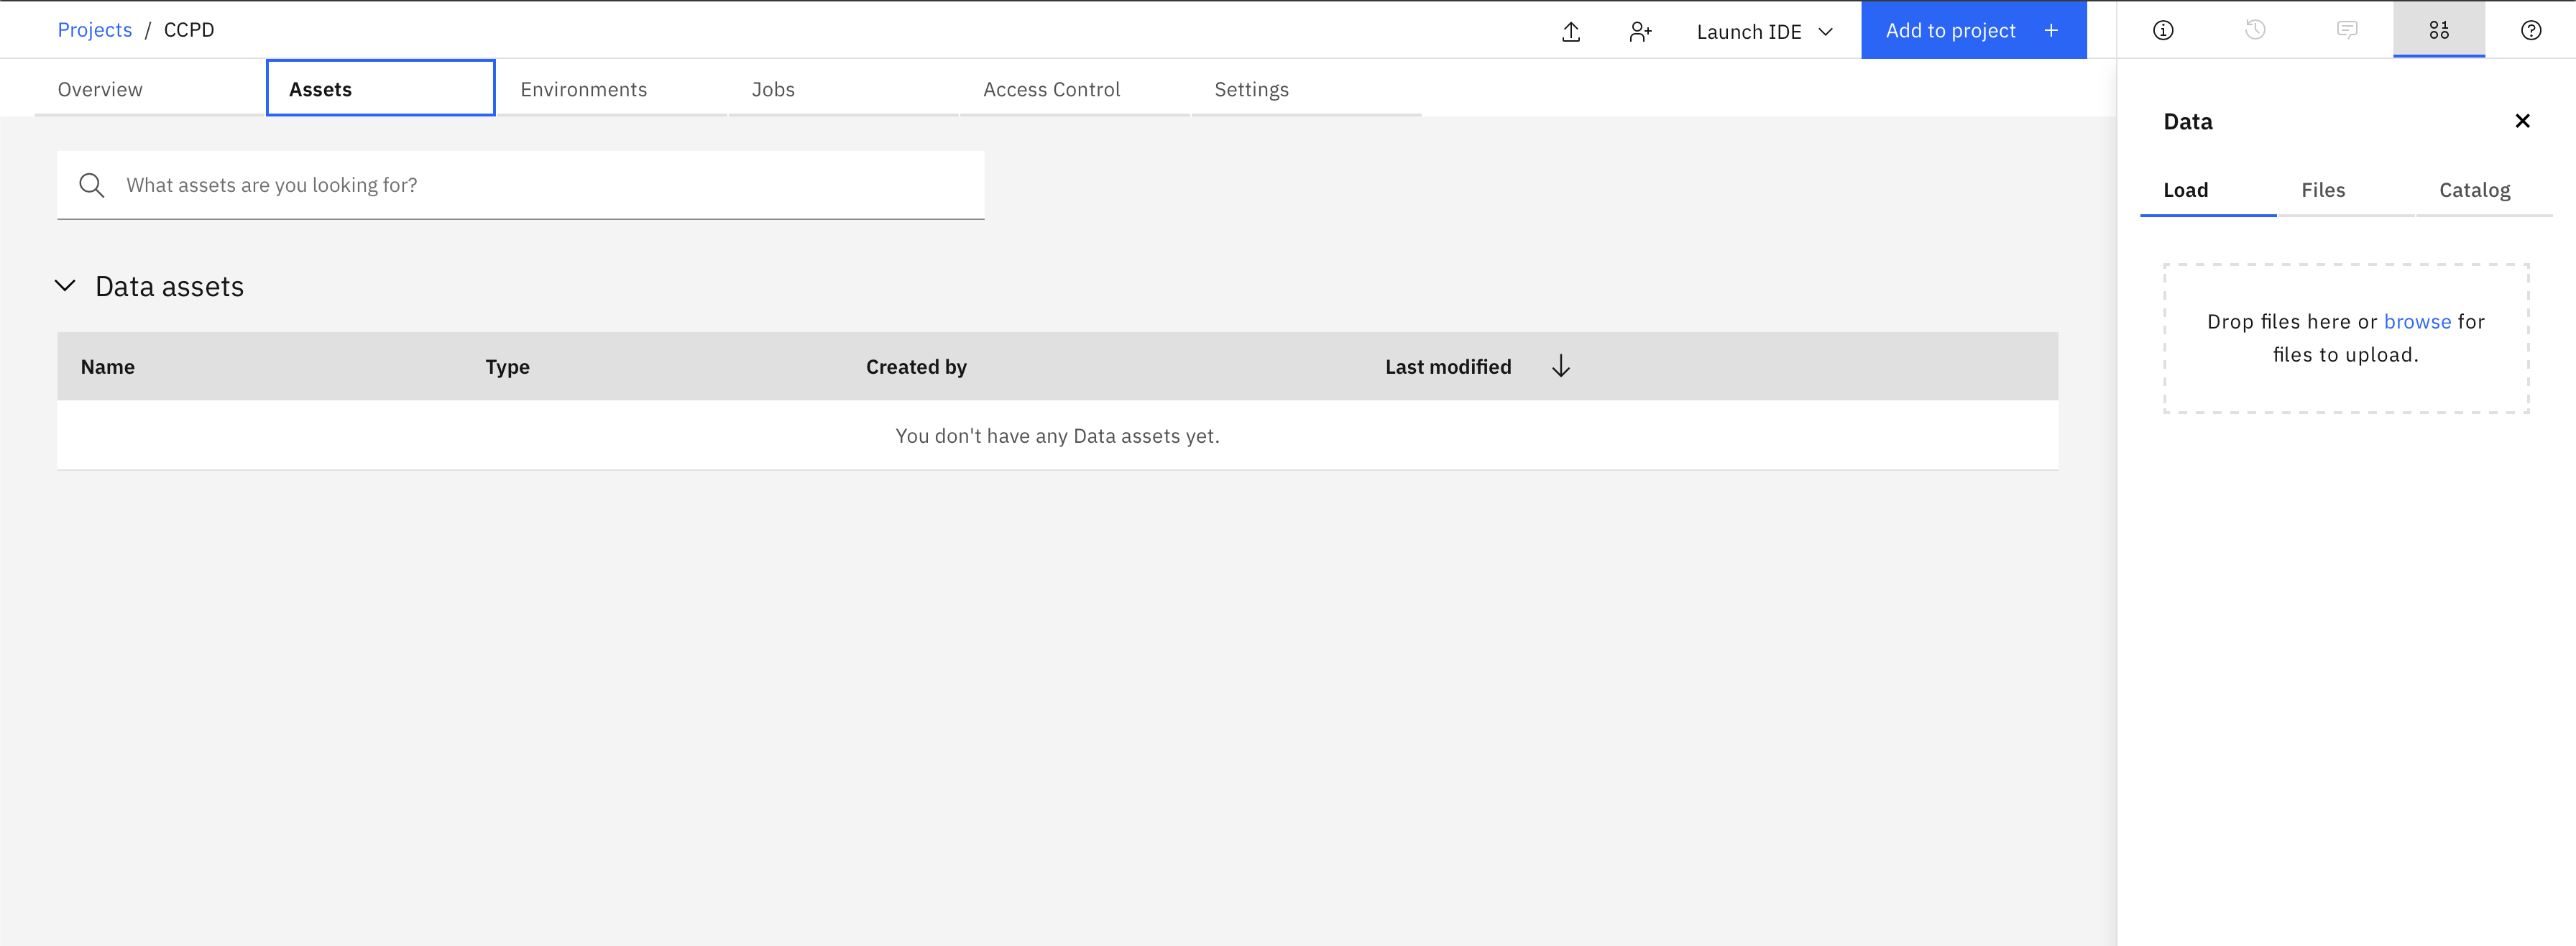 Projects / CCPD
Launch IDE
Add to project +
Overview
Assets
Environments
Jobs
Access Control
Settings
What assets are you looking for?
Data assets
Name
Type
Created by
Last modified
You don't have any Data assets yet.
Data
Load
Files
Catalog
Drop files here or browse for
files to upload.